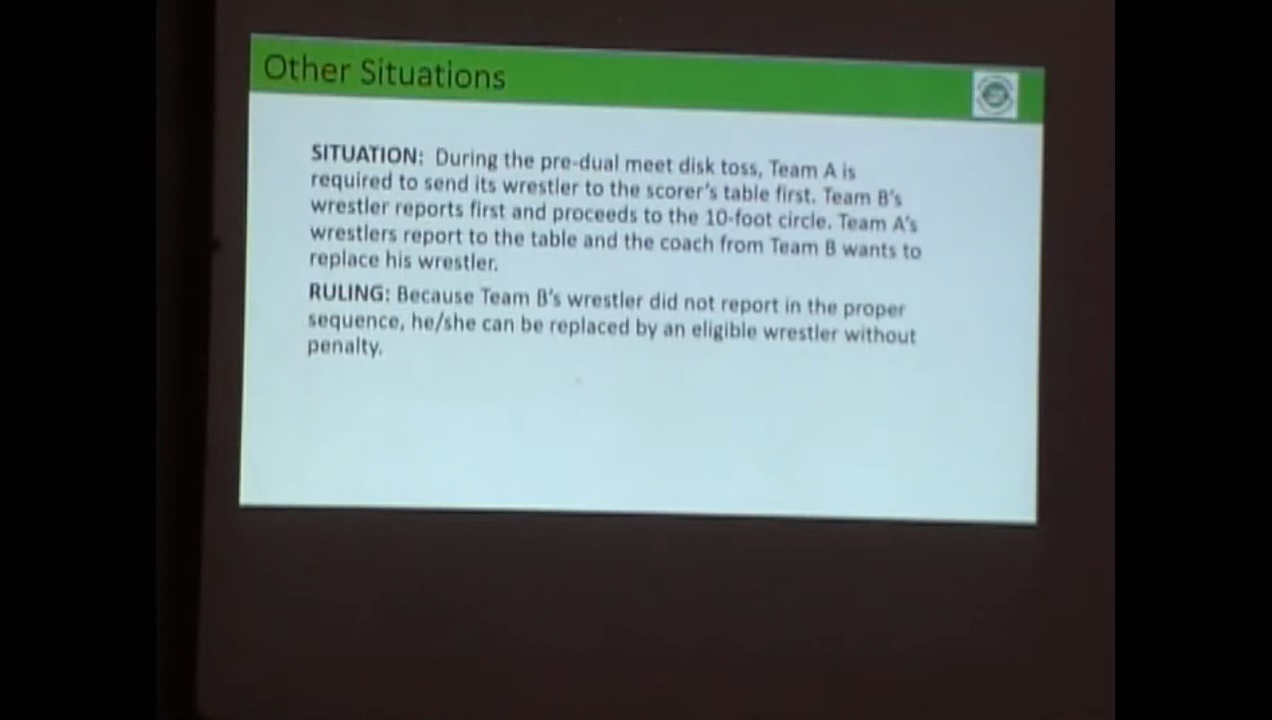 Other Situations
SITUATION: During the pre-dual meet disk toss, Team A is
required to send its wrestler to the scorer's table first. Team B's
wrestler reports first and proceeds to the 10-foot circle. Team A's
wrestlers report to the table and the coach from Team B wants to
replace his wrestler.
RULING: Because Team B's wrestler did not report in the proper
sequence, he/she can be replaced by an eligible wrestler without
penalty.